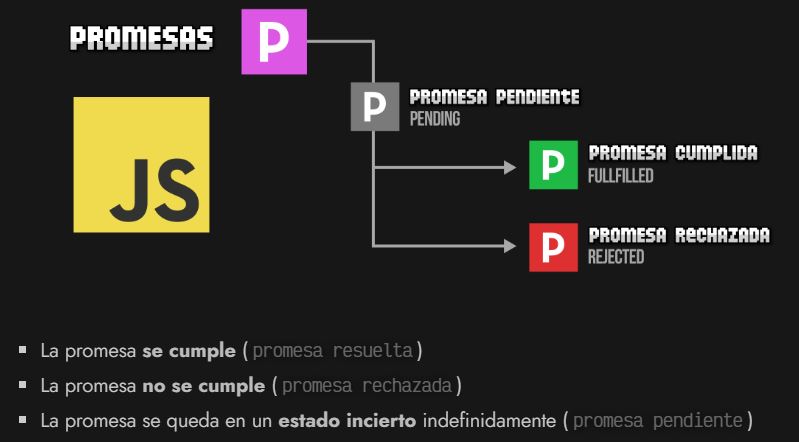 PROMESAS
P
P
PROMESA PENDIENTE
PENDING
P
PROMESA CUMPLIDA
FULLFILLED
JS
P
PROMESA RECHAZADA
REJECTED
La promesa se cumple (promesa resuelta)
La promesa no se cumple (promesa rechazada)
La promesa se queda en un estado incierto indefinidamente (promesa pendiente)